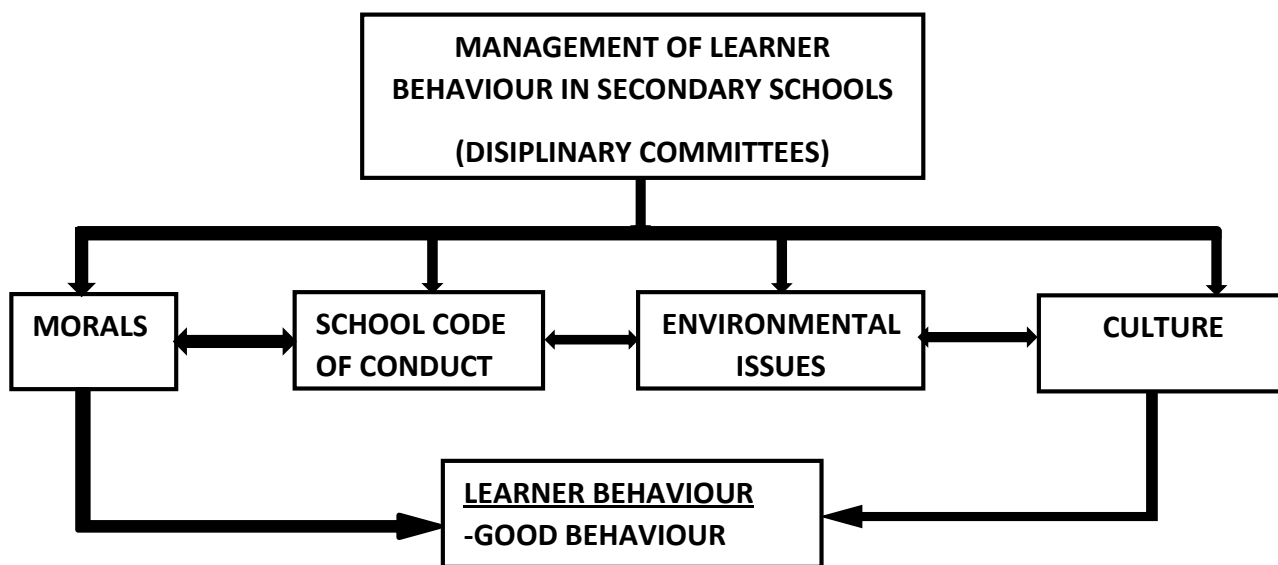 MANAGEMENT OF LEARNER
BEHAVIOUR IN SECONDARY SCHOOLS
(DISIPLINARY COMMITTEES)
MORALS
SCHOOL CODE
OF CONDUCT
ENVIRONMENTAL
ISSUES
CULTURE
LEARNER BEHAVIOUR
-GOOD BEHAVIOUR